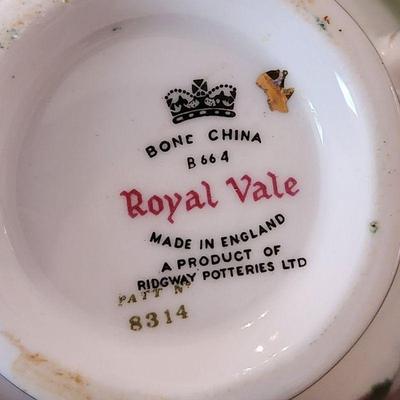 BONE CHINA
B664
Royal Vale
MADE IN ENGLAND
A PRODUCT OF
RIDGWAY POTTERIES LTD
PATT Nº
8314